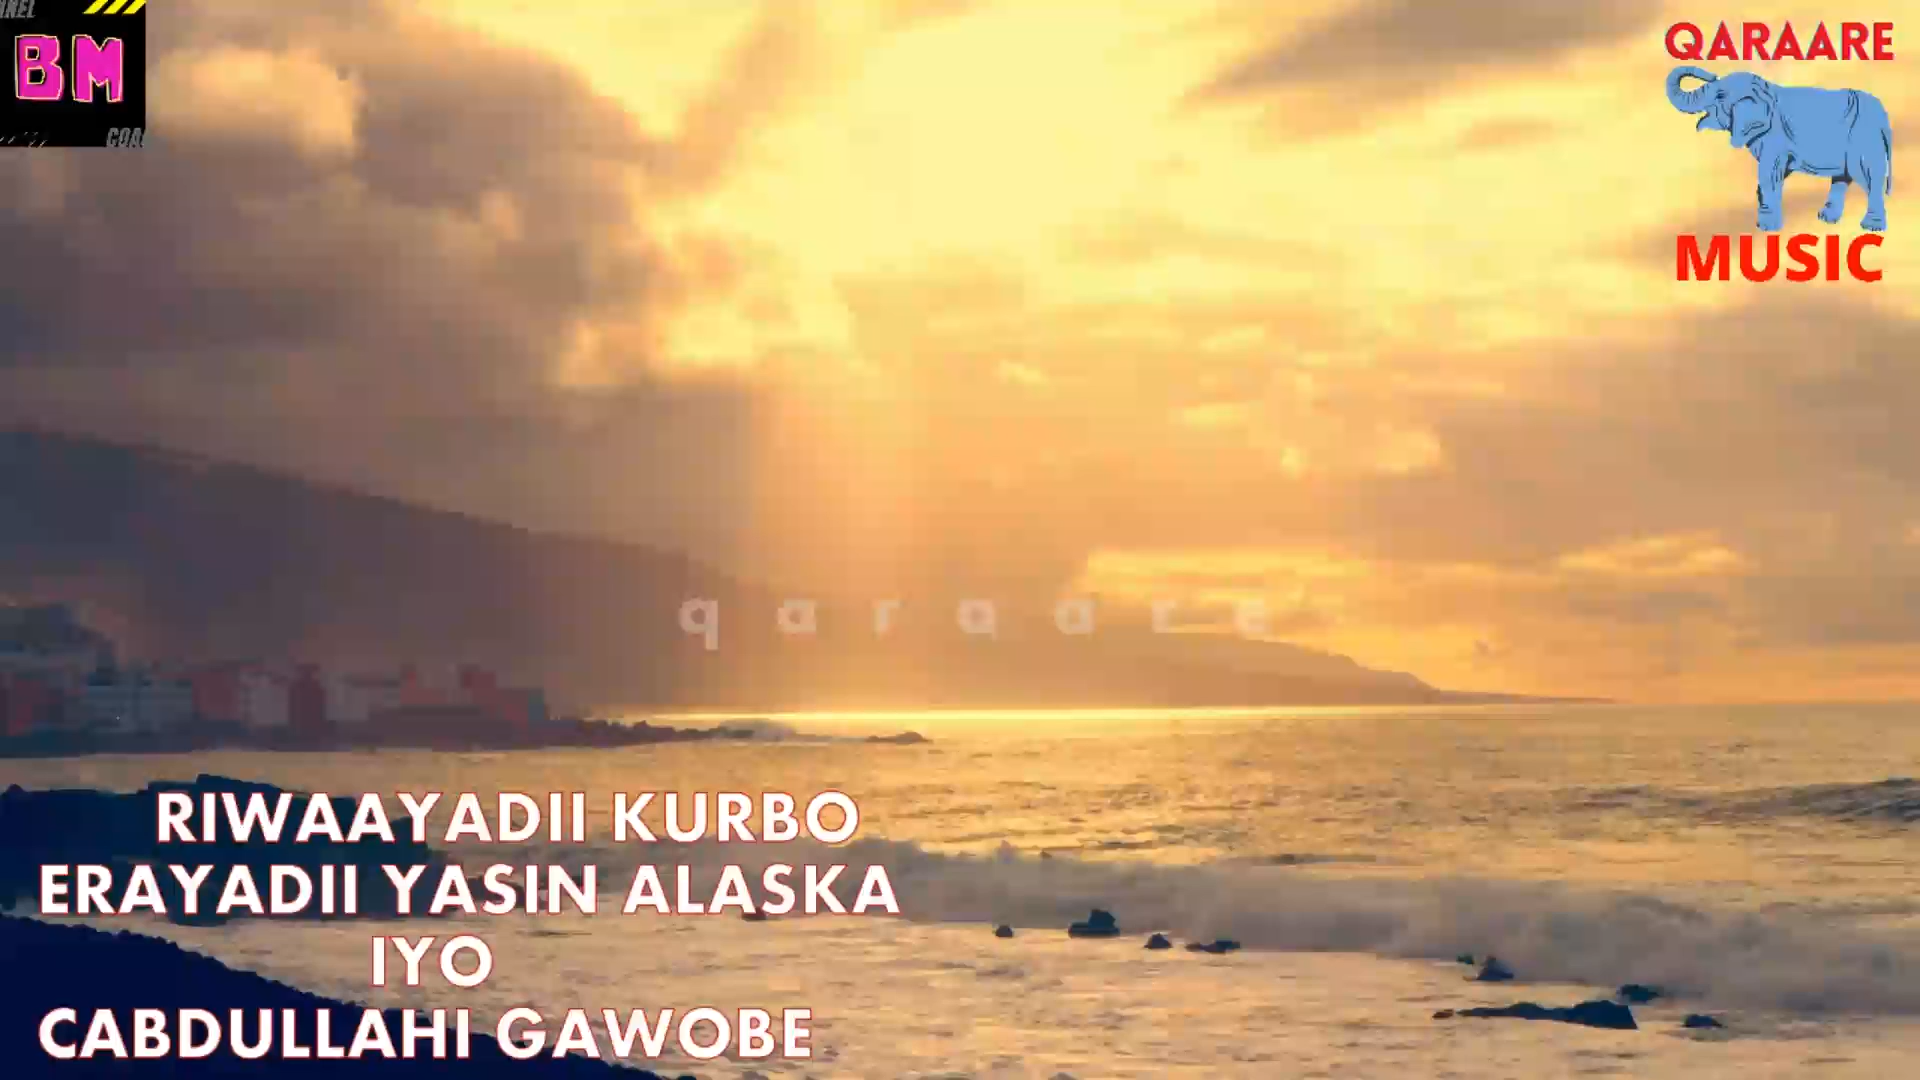 BM
QARAARE
MUSIC
qaraare
RIWAAYADII KURBO
ERAYADII YASIN ALASKA
IYO
CABDULLAHI GAWOBE